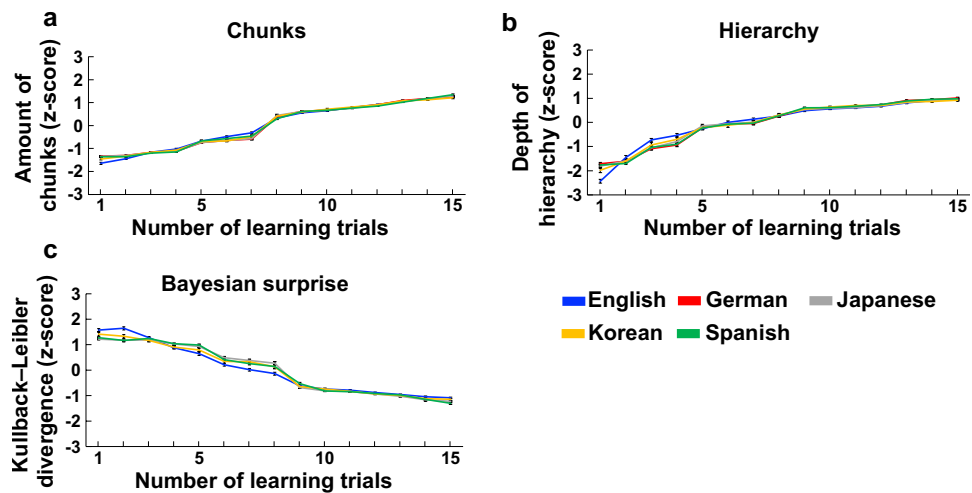 a
Chunks
Amount of
chunks (z-score)
3
2
1
0
-1
-2
-3
1
5
10
15
Number of learning trials
b
Hierarchy
Depth of
hierarchy (z-score)
3
2
1
0
-1
-2
-3
1
5
10
15
Number of learning trials
c
Bayesian surprise
Kullback–Leibler
divergence (z-score)
3
2
1
0
-1
-2
-3
1
5
10
15
Number of learning trials
English German Japanese
Korean Spanish